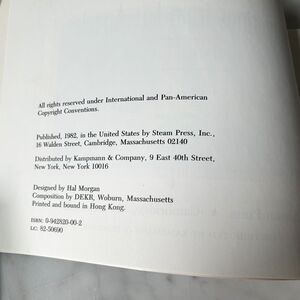 All rights reserved under International and Pan-American
Copyright Conventions.
Published, 1982, in the United States by Steam Press, Inc.,
16 Walden Street, Cambridge, Massachusetts 02140
Distributed by Kampmann & Company, 9 East 40th Street,
New York, New York 10016
Designed by Hal Morgan
Composition by DEKR, Woburn, Massachusetts
Printed and bound in Hong Kong.
ISBN: 0-942820-00-2
LC: 82-50690